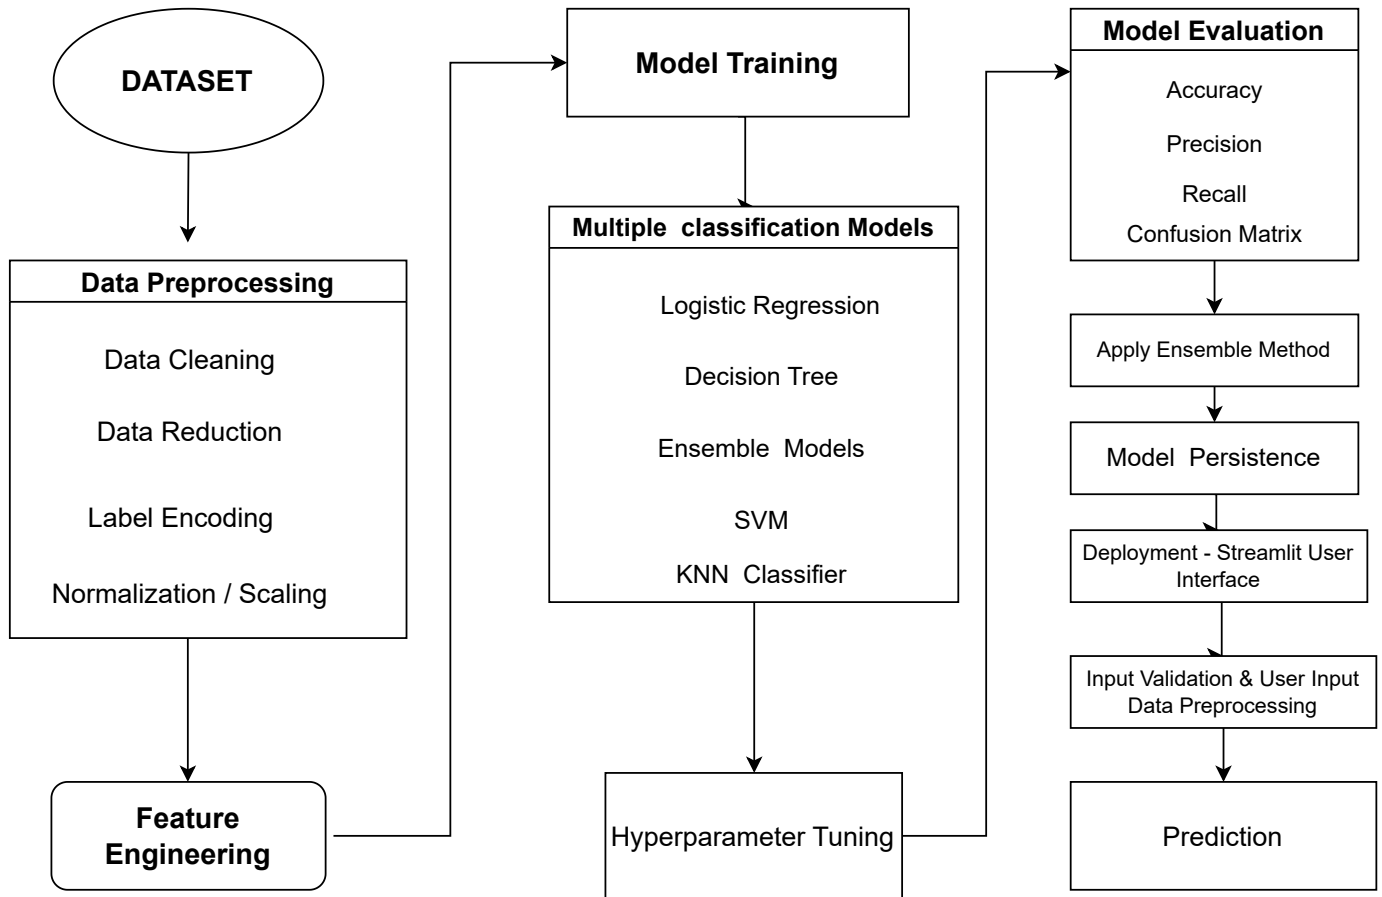 DATASET
Data Preprocessing
Data Cleaning
Data Reduction
Label Encoding
Normalization / Scaling
Feature
Engineering
Model Training
Multiple classification Models
Logistic Regression
Decision Tree
Ensemble Models
SVM
KNN Classifier
Hyperparameter Tuning
Model Evaluation
Accuracy
Precision
Recall
Confusion Matrix
Apply Ensemble Method
Model Persistence
Deployment - Streamlit User
Interface
Input Validation & User Input
Data Preprocessing
Prediction